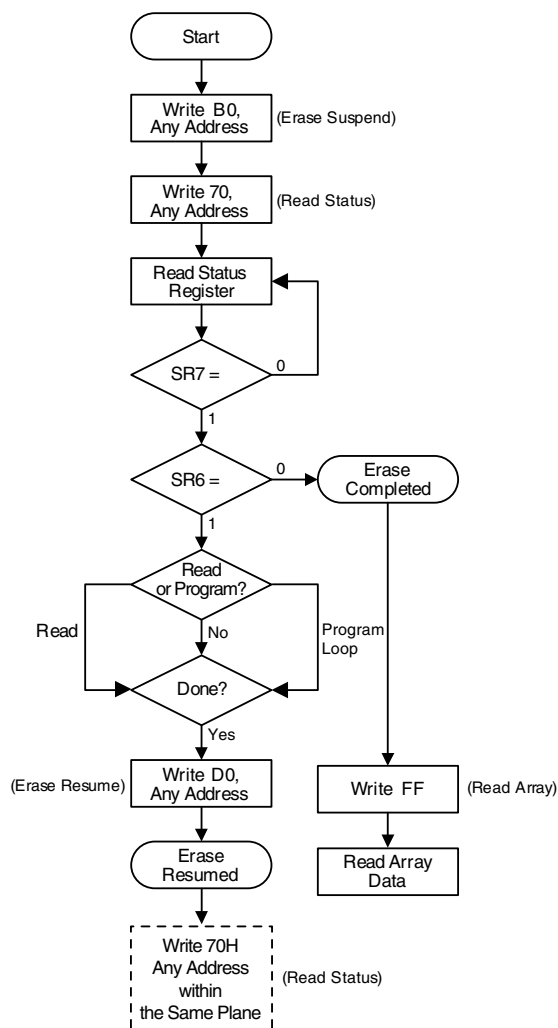 Start
Write B0,
Any Address
(Erase Suspend)
Write 70,
Any Address
(Read Status)
Read Status
Register
SR7 =
0
1
SR6 =
0
Erase
Completed
1
Read
or Program?
Read
No
Program
Loop
Done?
Yes
(Erase Resume)
Write D0,
Any Address
Write FF
(Read Array)
Erase
Resumed
Read Array
Data
Write 70H
Any Address
within
the Same Plane
(Read Status)